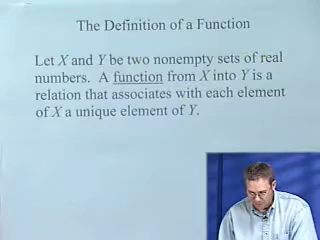 The Definition of a Function
Let X and Y be two nonempty sets of real
numbers. A function from X into Y is a
relation that associates with each element
of X a unique element of Y.